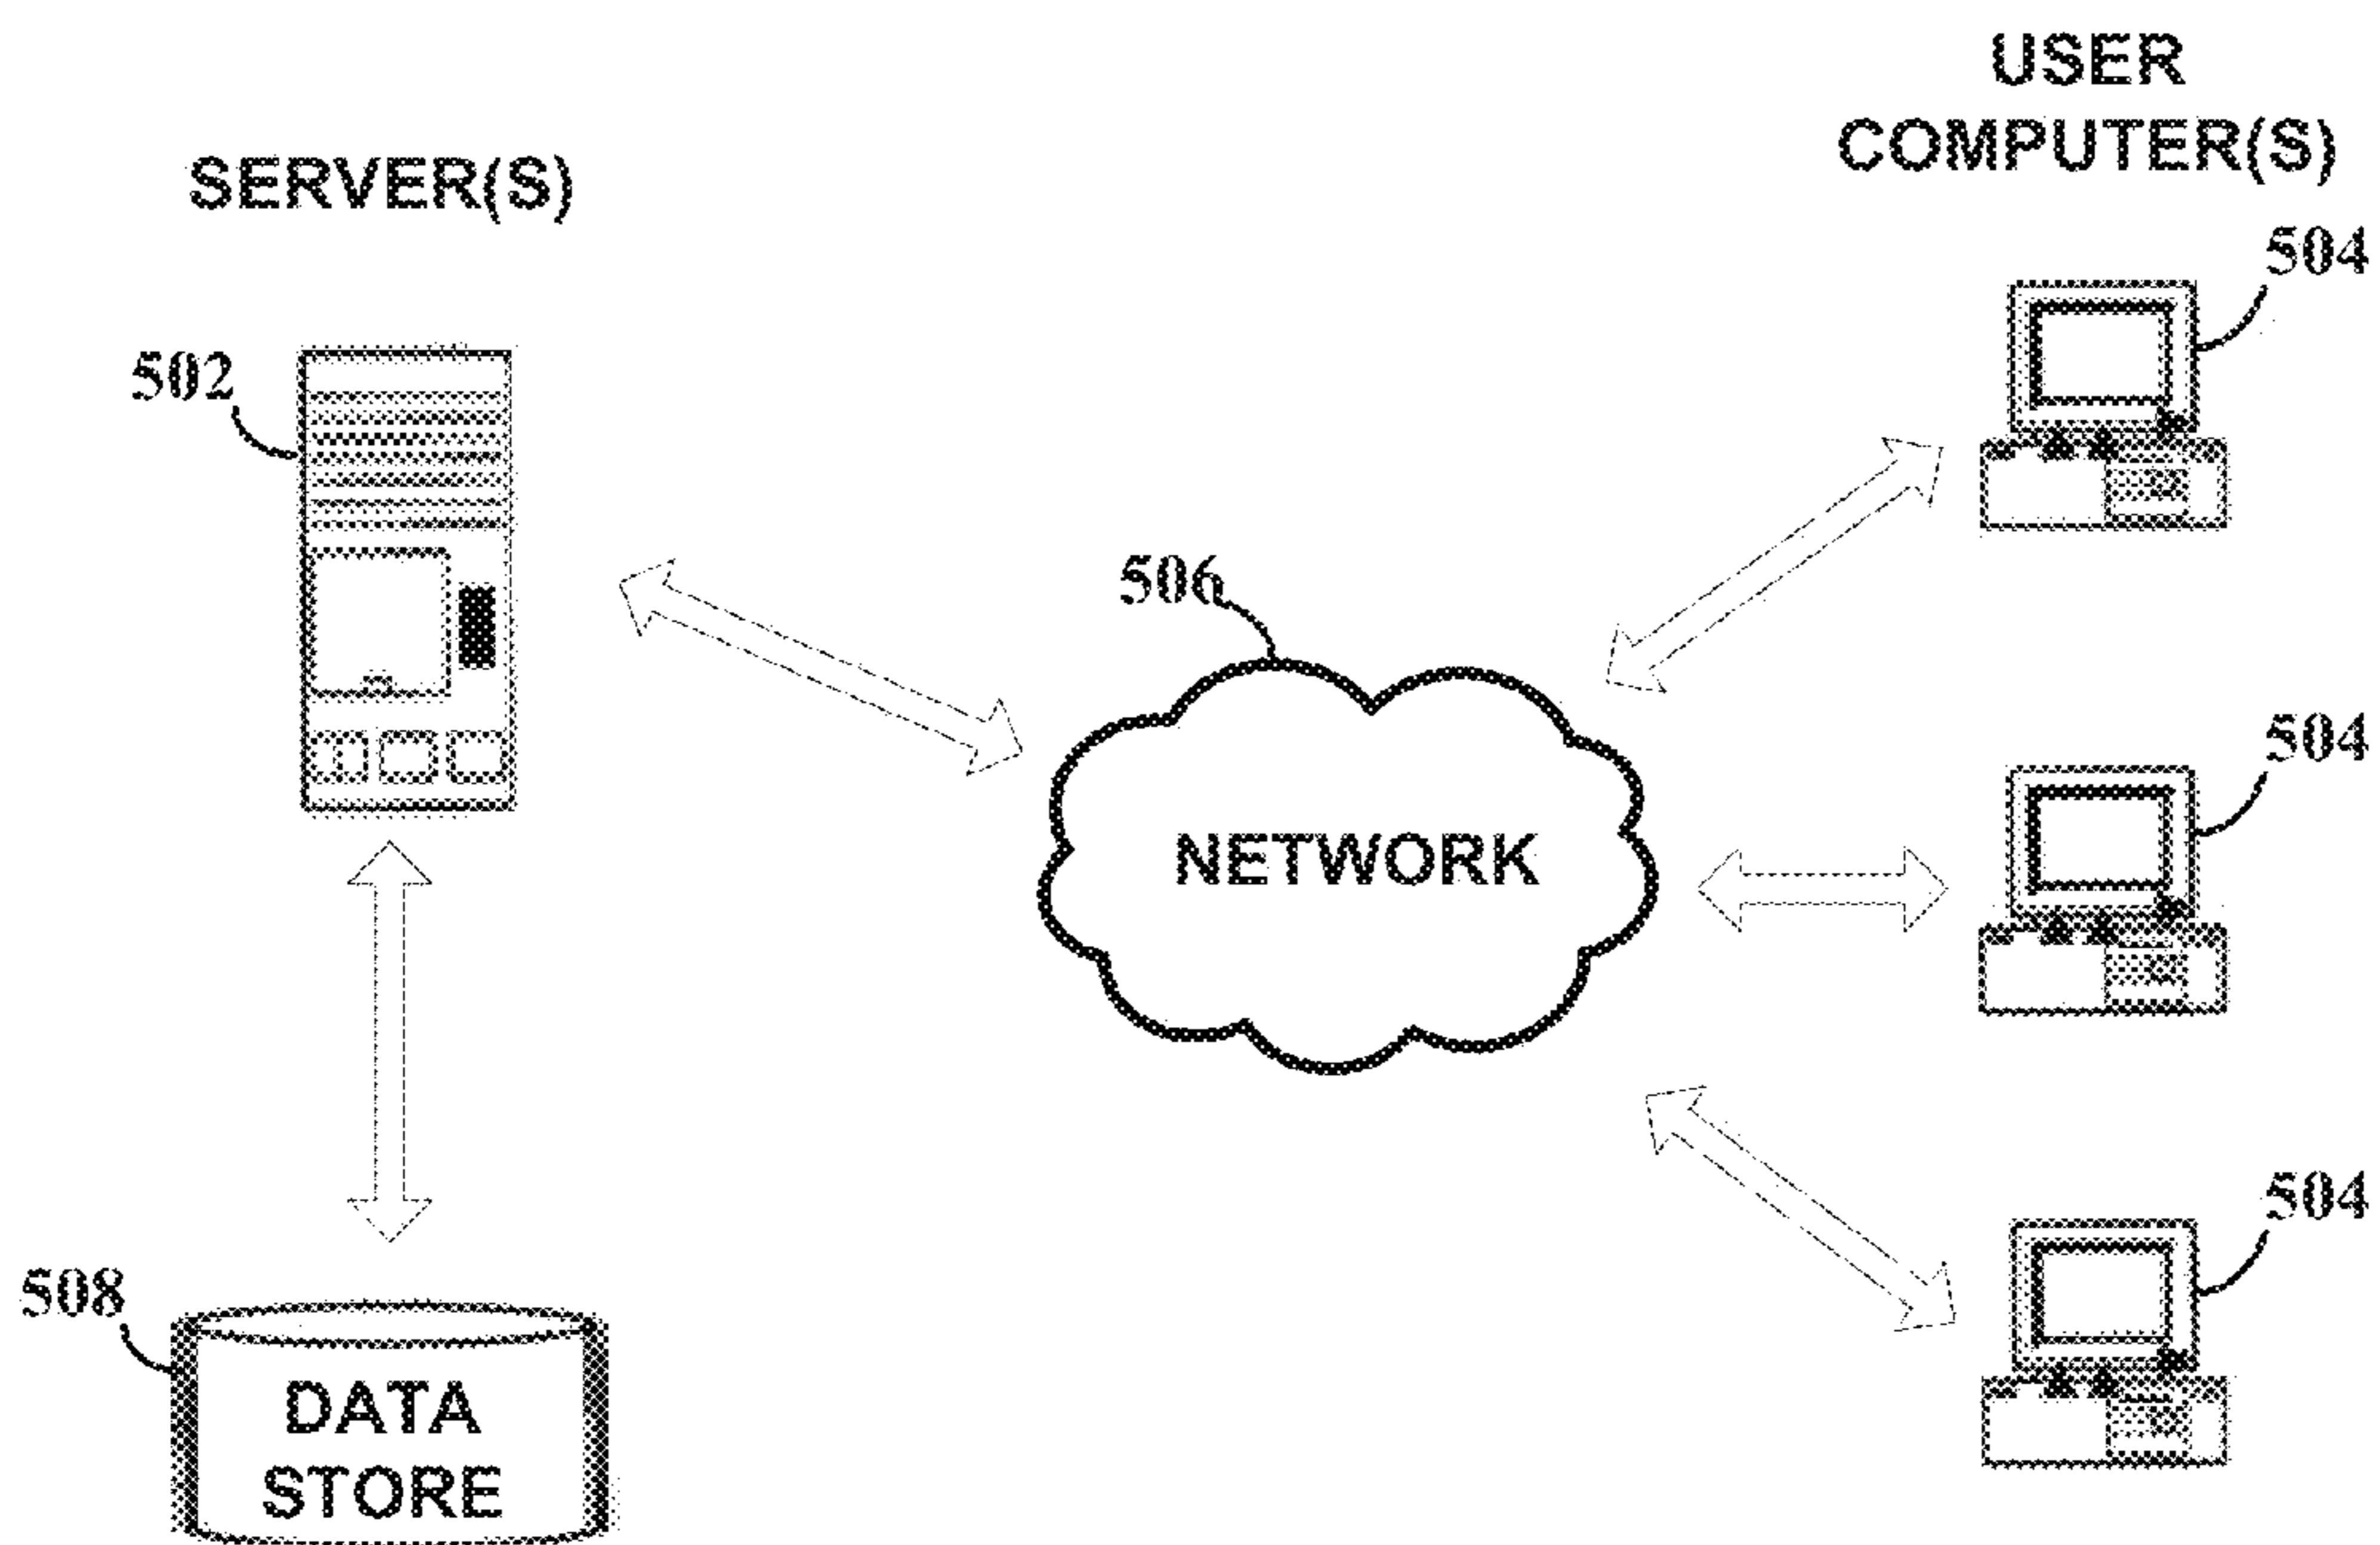 USER
COMPUTER(S)
SERVER(S)
504
502
506
504
NETWORK
504
508
DATA
STORE